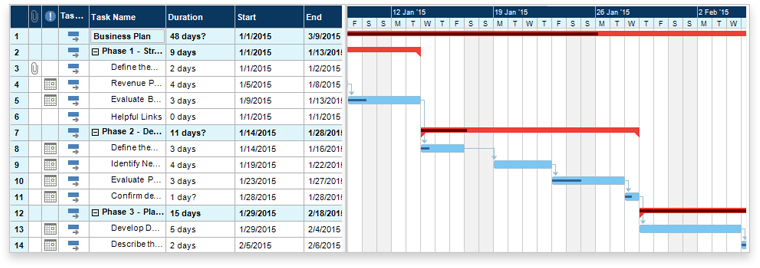 Tas... Task Name Duration Start End 12 Jan '15 19 Jan '15 26 Jan '15 2 Feb '15
F S S M T W T F S S M T W T F S S M T W T F S S M T W
1 Business Plan 48 days? 1/1/2015 3/9/2015
2 Phase 1 - Str... 9 days 1/1/2015 1/13/2015
3 Define the... 2 days 1/1/2015 1/2/2015
4 Revenue P... 4 days 1/5/2015 1/8/2015
5 Evaluate B... 3 days 1/9/2015 1/13/2015
6 Helpful Links 0 days 1/1/2015 1/1/2015
7 Phase 2 - De... 11 days? 1/14/2015 1/28/2015
8 Define the... 3 days 1/14/2015 1/16/2015
9 Identify Ne... 4 days 1/19/2015 1/22/2015
10 Evaluate P... 3 days 1/23/2015 1/27/2015
11 Confirm de... 1 day? 1/28/2015 1/28/2015
12 Phase 3 - Pla... 15 days 1/29/2015 2/18/2015
13 Develop D... 5 days 1/29/2015 2/4/2015
14 Describe th... 2 days 2/5/2015 2/6/2015